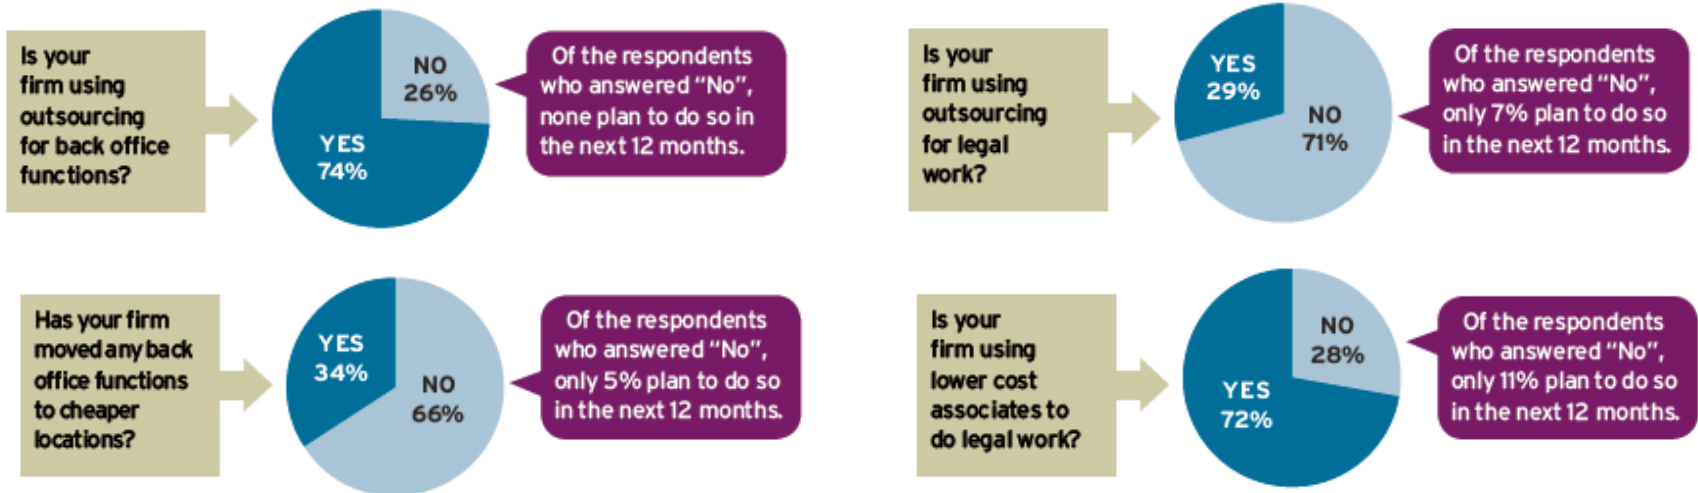 Is your
firm using
outsourcing
for back office
functions?
NO
26%
YES
74%
Of the respondents
who answered “No”,
none plan to do so in
the next 12 months.
Is your
firm using
outsourcing
for legal
work?
YES
29%
NO
71%
Of the respondents
who answered “No”,
only 7% plan to do so
in the next 12 months.
Has your firm
moved any back
office functions
to cheaper
locations?
YES
34%
NO
66%
Of the respondents
who answered “No”,
only 5% plan to do so
in the next 12 months.
Is your
firm using
lower cost
associates to
do legal work?
NO
28%
YES
72%
Of the respondents
who answered “No”,
only 11% plan to do so
in the next 12 months.